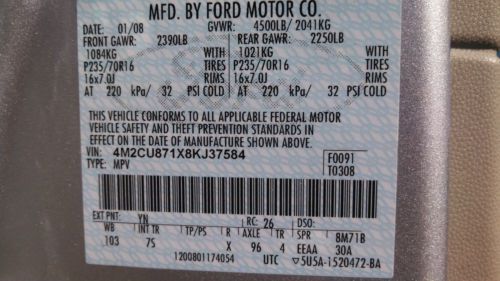 MFD. BY FORD MOTOR CO.
DATE: 01/08 GVWR: 4500LB/ 2041KG
FRONT GAWR: 2390LB REAR GAWR: 2250LB
1084KG 1021KG
P235/70R16 TIRES P235/70R16 TIRES
16x7.0J RIMS 16x7.0J RIMS
AT 220 kPa/ 32 PSI COLD AT 220 kPa/ 32 PSI COLD
THIS VEHICLE CONFORMS TO ALL APPLICABLE FEDERAL MOTOR
VEHICLE SAFETY AND THEFT PREVENTION STANDARDS IN
EFFECT ON THE DATE OF MANUFACTURE SHOWN ABOVE.
VIN: 4M2CU871X8KJ37584 F0091
TYPE: MPV T0308
EXT PNT: YN RC: 26 DSO:
WB INT TR TP/PS R AXLE TR SPR 8M71B
103 7S X 96 4 EEAA 30A
1200801174054 UTC 5U5A-1520472-BA